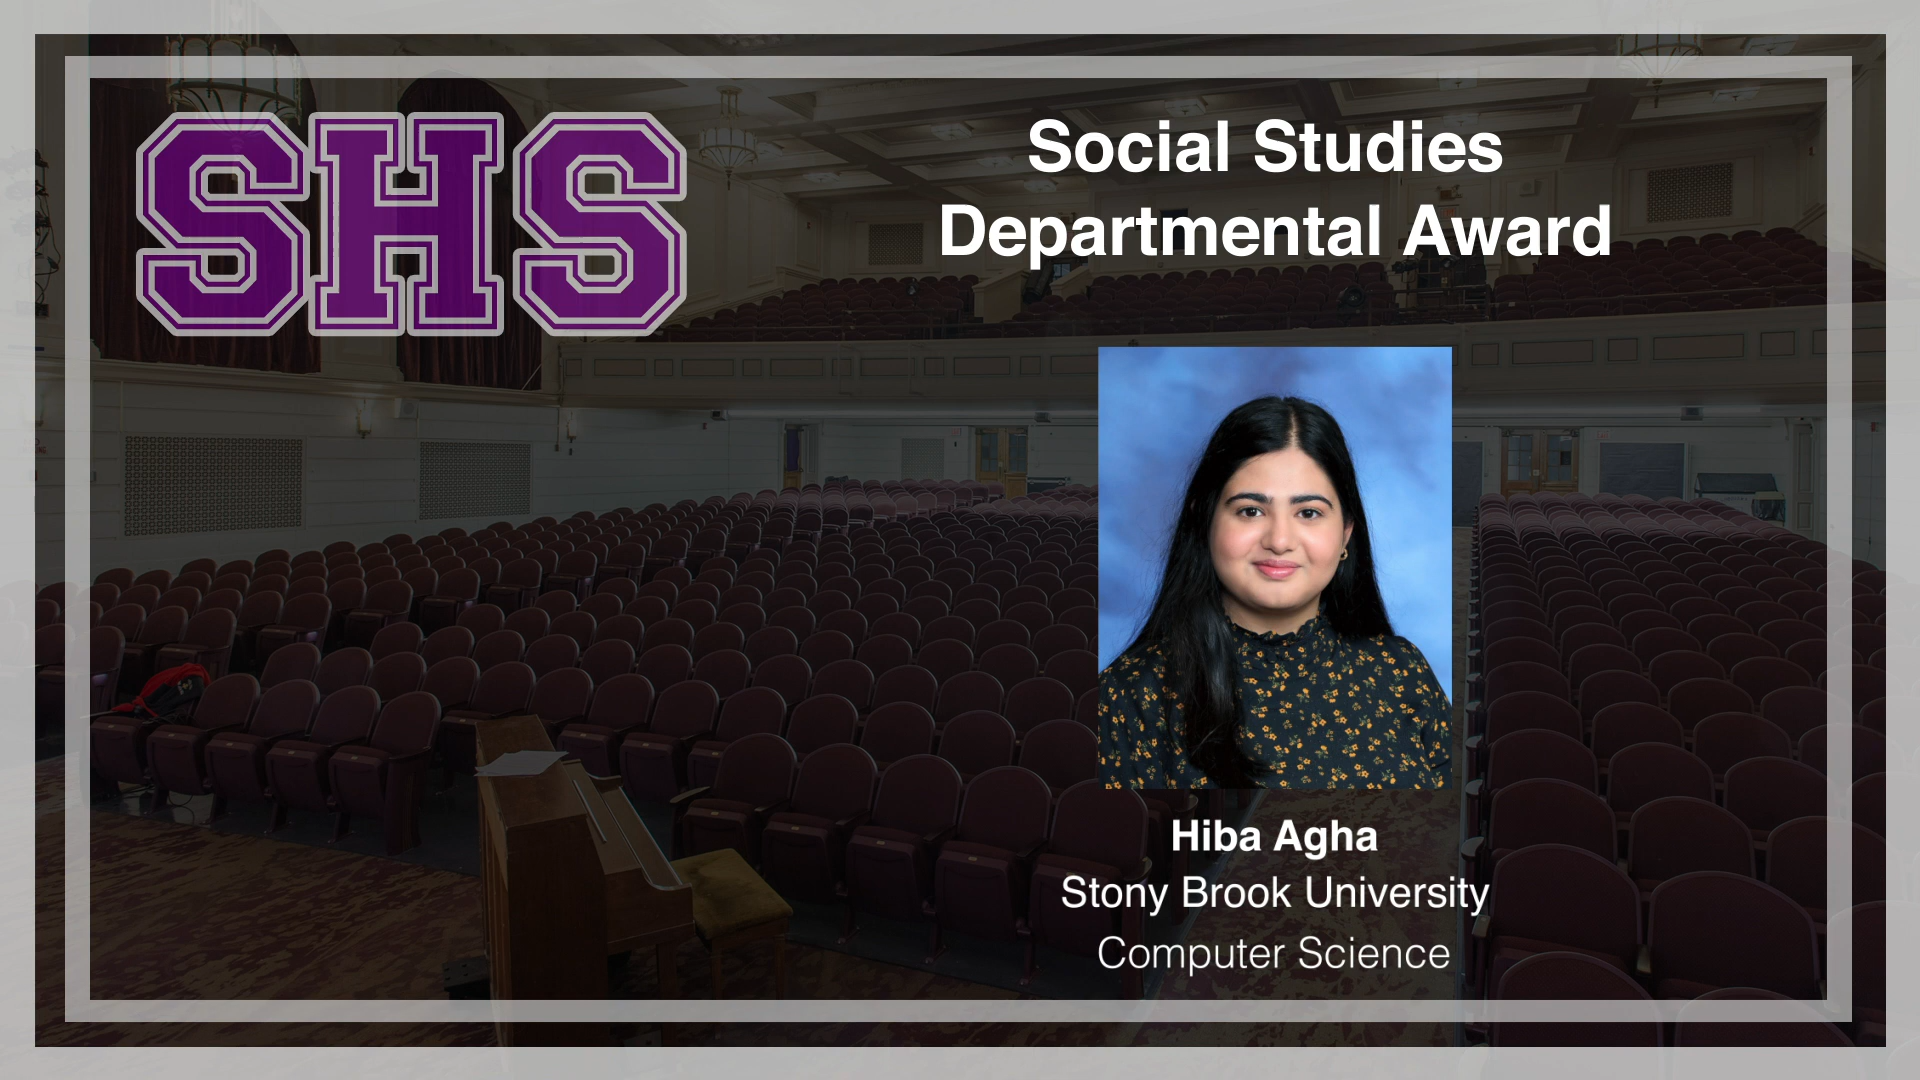 SHS
Social Studies
Departmental Award
Hiba Agha
Stony Brook University
Computer Science